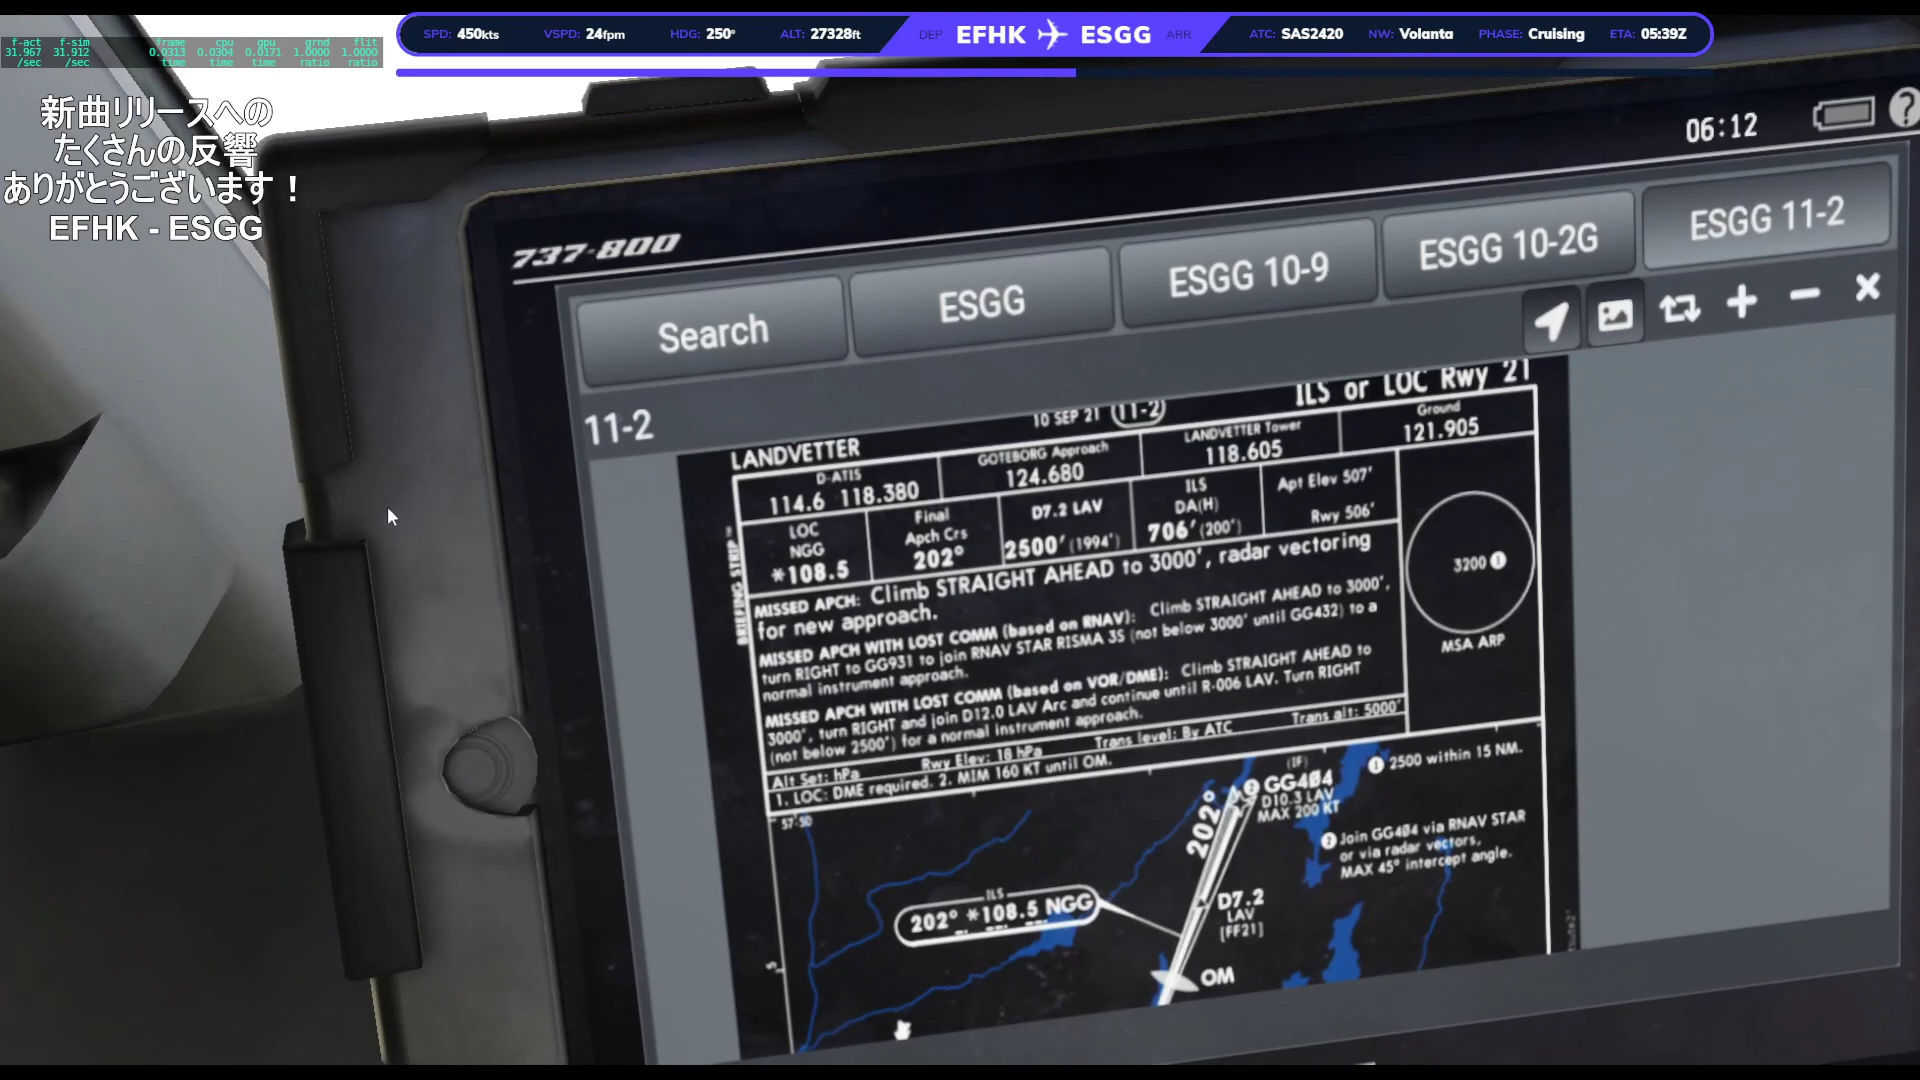 f-act f-sim frame cpu gpu grnd flit
31.967 31.912 0.0313 0.0304 0.0171 1.0000 1.0000
/sec /sec time time time ratio ratio
SPD: 450kts VSPD: 24fpm HDG: 250° ALT: 27328ft DEP EFHK ESGG ARR ATC: SAS2420 NW: Volanta PHASE: Cruising ETA: 05:39Z
新曲リリースへの
たくさんの反響
ありがとうございます！
EFHK - ESGG
06:12
?
737-800
Search ESGG ESGG 10-9 ESGG 10-2G ESGG 11-2
11-2
LANDVETTER 10 SEP 21 (11-2) ILS or LOC Rwy 21
D-ATIS
114.6 118.380
GOTEBORG Approach
124.680
LANDVETTER Tower
118.605
Ground
121.905
BRIEFING STRIP
LOC
NGG
*108.5
Final
Apch Crs
202°
D7.2 LAV
2500' (1994')
ILS
DA(H)
706' (200')
Apt Elev 507'
Rwy 506'
MISSED APCH: Climb STRAIGHT AHEAD to 3000', radar vectoring
for new approach.
MISSED APCH WITH LOST COMM (based on RNAV): Climb STRAIGHT AHEAD to 3000',
turn RIGHT to GG931 to join RNAV STAR RISMA 3S (not below 3000' until GG432) to a
normal instrument approach.
MISSED APCH WITH LOST COMM (based on VOR/DME): Climb STRAIGHT AHEAD to
3000', turn RIGHT and join D12.0 LAV Arc and continue until R-006 LAV. Turn RIGHT
(not below 2500') for a normal instrument approach.
Alt Set: hPa Rwy Elev: 18 hPa Trans level: By ATC Trans alt: 5000'
1. LOC: DME required. 2. MIM 160 KT until OM.
3200 1
MSA ARP
57-50
202°
(IF)
2 GG404
D10.3 LAV
MAX 200 KT
1 2500 within 15 NM.
2 Join GG404 via RNAV STAR
or via radar vectors,
MAX 45° intercept angle.
ILS
202° *108.5 NGG
D7.2
LAV
[FF21]
OM